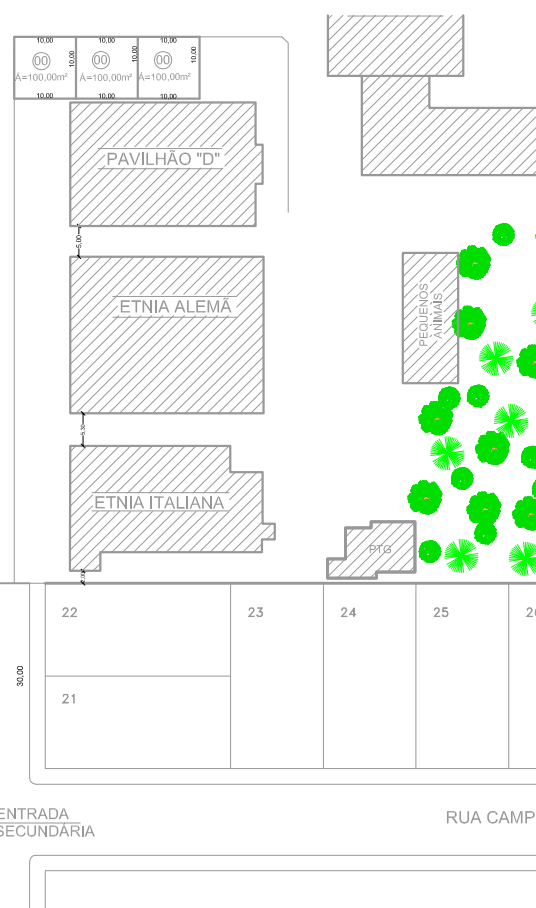 10,00 10,00 10,00
00 10,00 00 10,00 00 10,00
A=100,00m² A=100,00m² A=100,00m²
10,00 10,00 10,00
PAVILHÃO "D"
5,00
ETNIA ALEMÃ
PEQUENOS
ANIMAIS
5,30
ETNIA ITALIANA
PTG
22
23
24
25
30,00
21
ENTRADA
SECUNDÁRIA
RUA CAMP